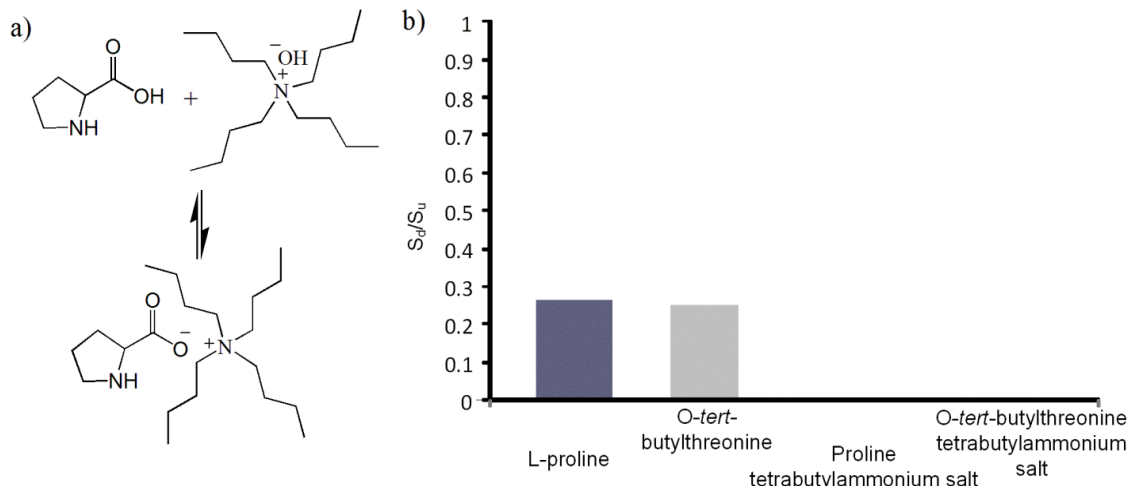 a)
O
OH
NH
+
−
OH
+
N
O
−
O
+
N
NH
b)
1
0.9
0.8
0.7
0.6
0.5
0.4
0.3
0.2
0.1
0
Sd/Su
L-proline
O-tert-
butylthreonine
Proline
tetrabutylammonium salt
O-tert-butylthreonine
tetrabutylammonium
salt